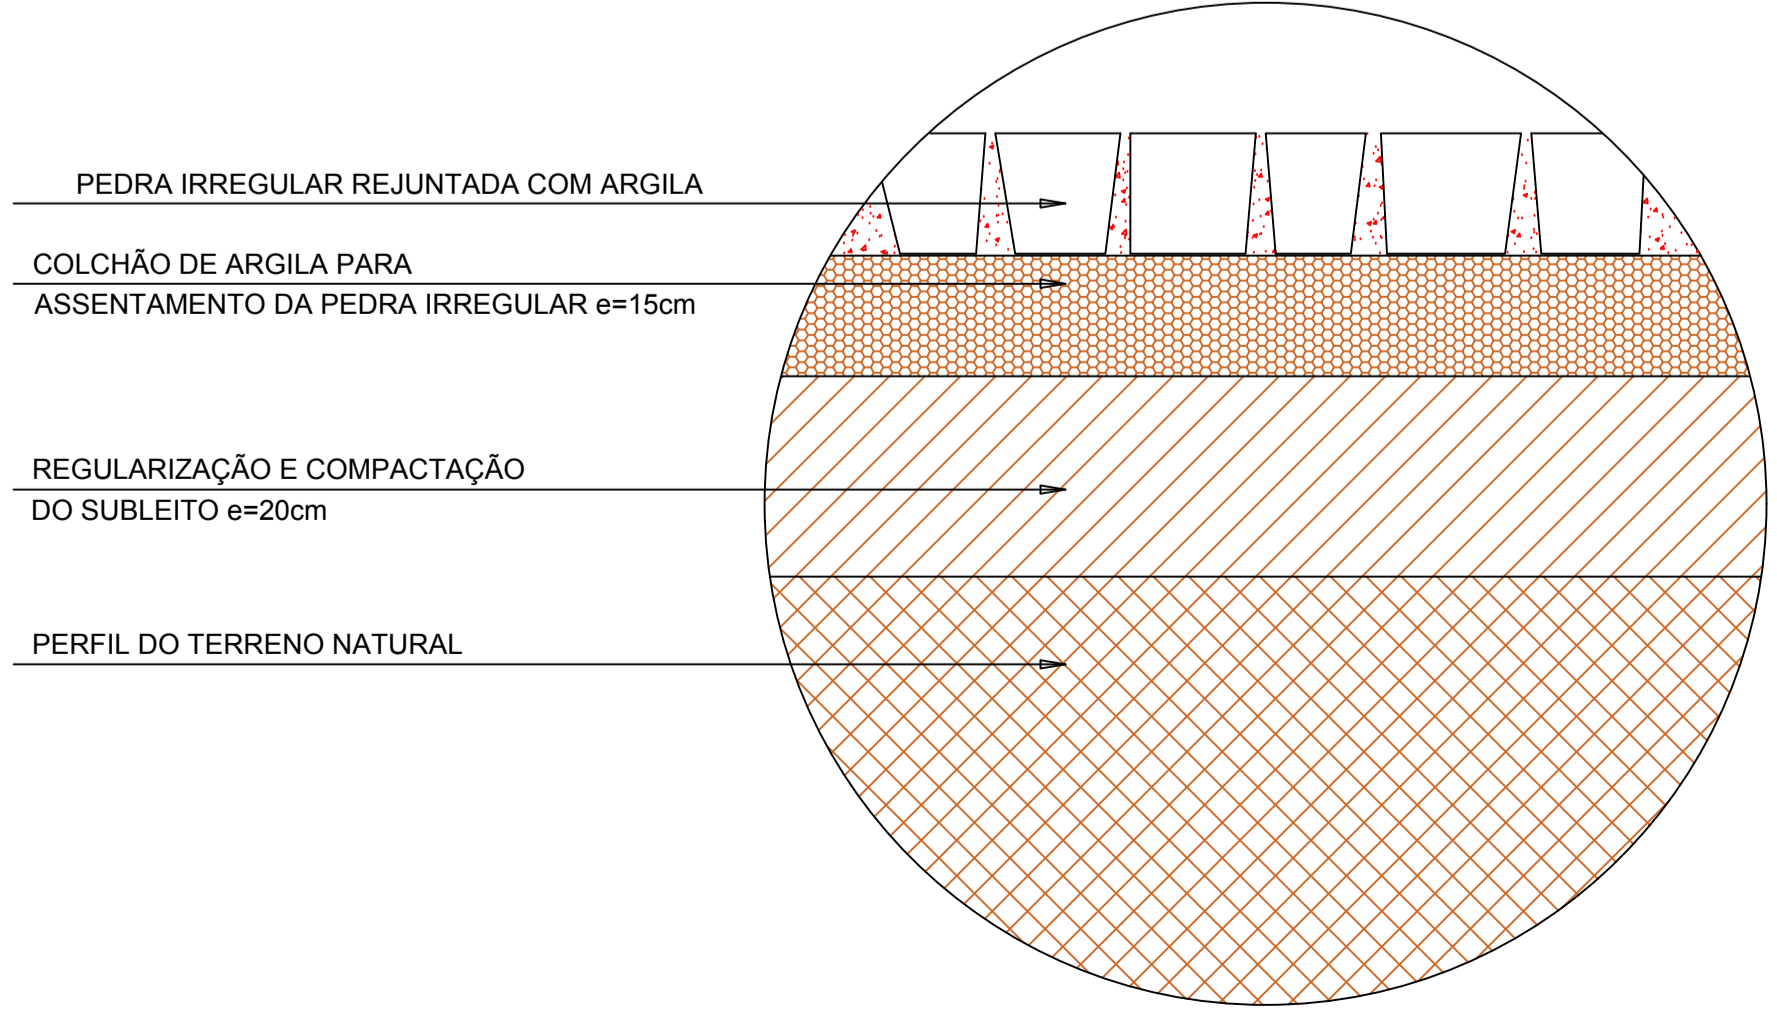 PEDRA IRREGULAR REJUNTADA COM ARGILA
COLCHÃO DE ARGILA PARA
ASSENTAMENTO DA PEDRA IRREGULAR e=15cm
REGULARIZAÇÃO E COMPACTAÇÃO
DO SUBLEITO e=20cm
PERFIL DO TERRENO NATURAL